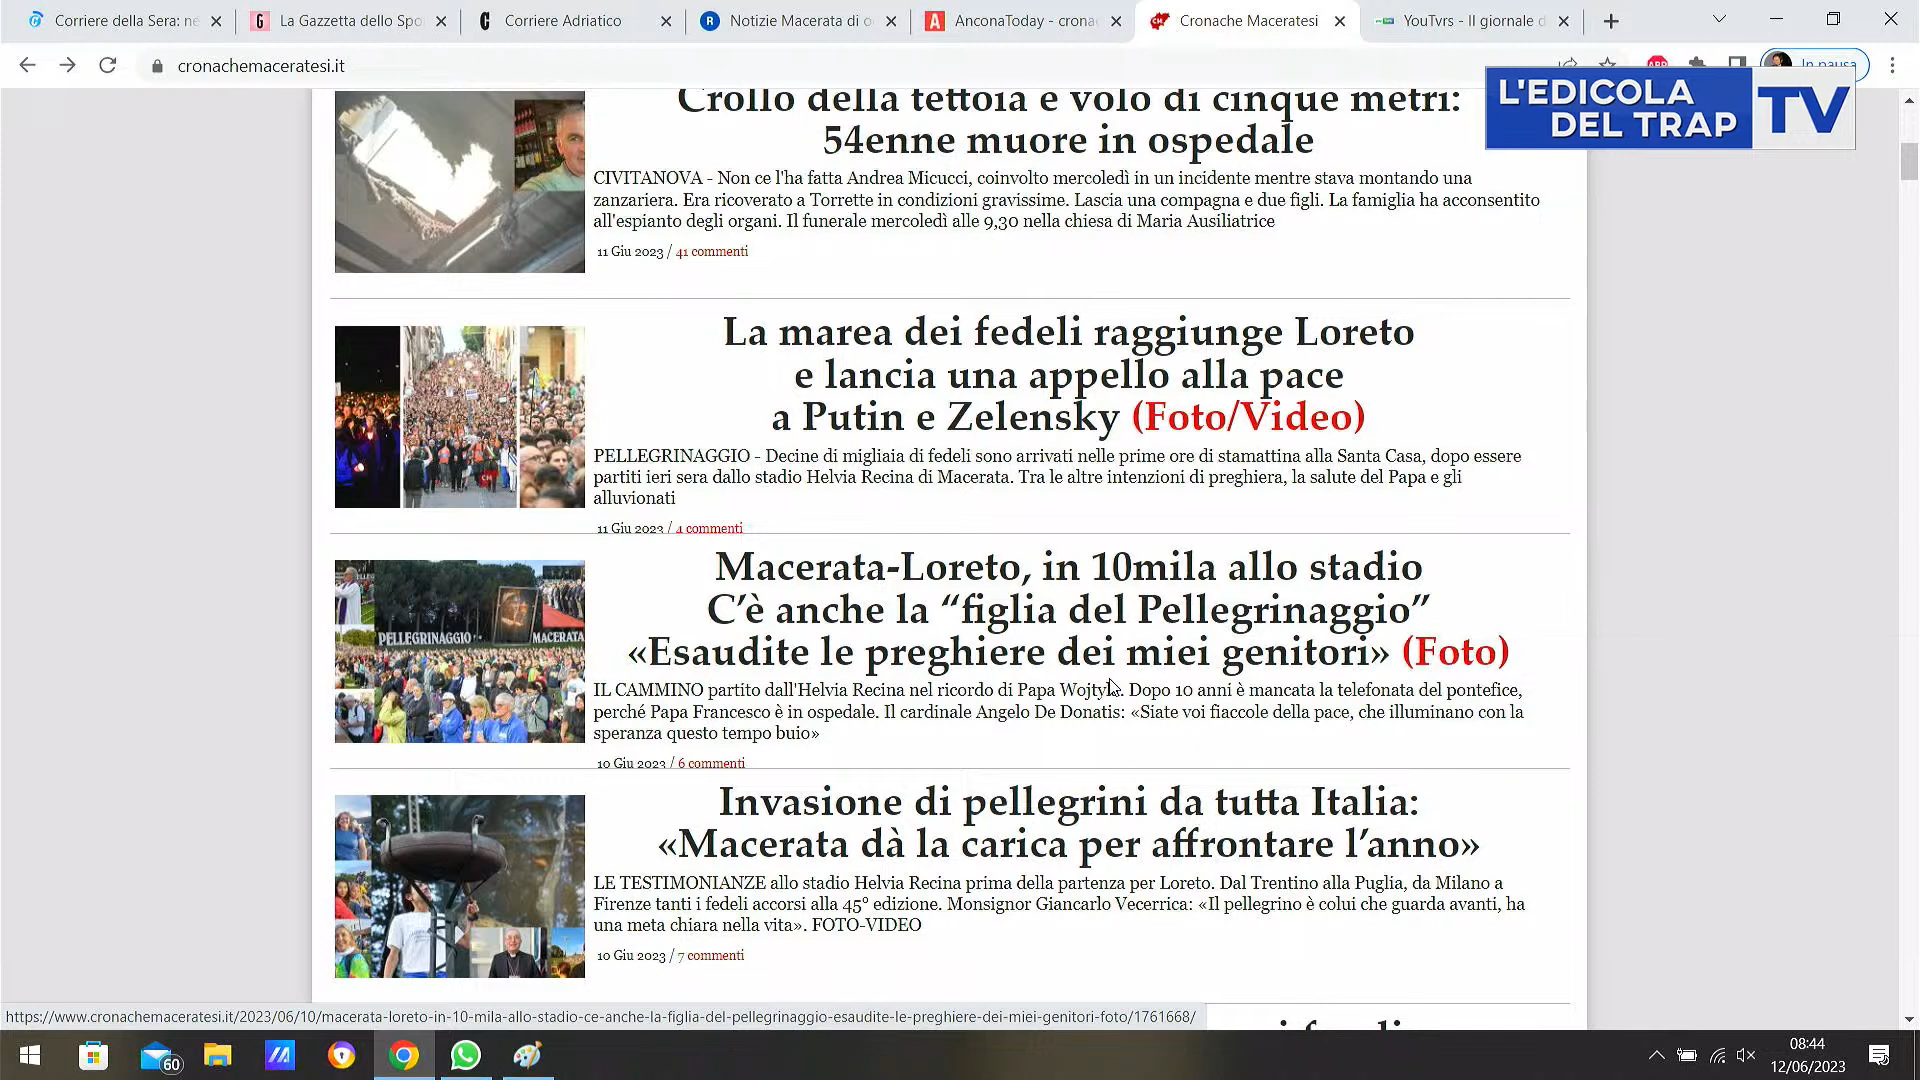 Corriere della Sera: ne
La Gazzetta dello Spo
Corriere Adriatico
Notizie Macerata di o
AnconaToday - crona
Cronache Maceratesi
YouTvrs - Il giornale d
cronachemaceratesi.it
In pausa
L'EDICOLA
DEL TRAP
TV
Crollo della tettoia e volo di cinque metri:
54enne muore in ospedale
CIVITANOVA - Non ce l'ha fatta Andrea Micucci, coinvolto mercoledì in un incidente mentre stava montando una
zanzariera. Era ricoverato a Torrette in condizioni gravissime. Lascia una compagna e due figli. La famiglia ha acconsentito
all'espianto degli organi. Il funerale mercoledì alle 9,30 nella chiesa di Maria Ausiliatrice
11 Giu 2023 / 41 commenti
La marea dei fedeli raggiunge Loreto
e lancia una appello alla pace
a Putin e Zelensky (Foto/Video)
PELLEGRINAGGIO - Decine di migliaia di fedeli sono arrivati nelle prime ore di stamattina alla Santa Casa, dopo essere
partiti ieri sera dallo stadio Helvia Recina di Macerata. Tra le altre intenzioni di preghiera, la salute del Papa e gli
alluvionati
11 Giu 2023 / 4 commenti
CM
Macerata-Loreto, in 10mila allo stadio
C'è anche la “figlia del Pellegrinaggio”
«Esaudite le preghiere dei miei genitori» (Foto)
PELLEGRINAGGIO
MACERATA
IL CAMMINO partito dall'Helvia Recina nel ricordo di Papa Wojtyla. Dopo 10 anni è mancata la telefonata del pontefice,
perché Papa Francesco è in ospedale. Il cardinale Angelo De Donatis: «Siate voi fiaccole della pace, che illuminano con la
speranza questo tempo buio»
10 Giu 2023 / 6 commenti
Invasione di pellegrini da tutta Italia:
«Macerata dà la carica per affrontare l'anno»
LE TESTIMONIANZE allo stadio Helvia Recina prima della partenza per Loreto. Dal Trentino alla Puglia, da Milano a
Firenze tanti i fedeli accorsi alla 45° edizione. Monsignor Giancarlo Vecerrica: «Il pellegrino è colui che guarda avanti, ha
una meta chiara nella vita». FOTO-VIDEO
10 Giu 2023 / 7 commenti
https://www.cronachemaceratesi.it/2023/06/10/macerata-loreto-in-10-mila-allo-stadio-ce-anche-la-figlia-del-pellegrinaggio-esaudite-le-preghiere-dei-miei-genitori-foto/1761668/
60
08:44
12/06/2023